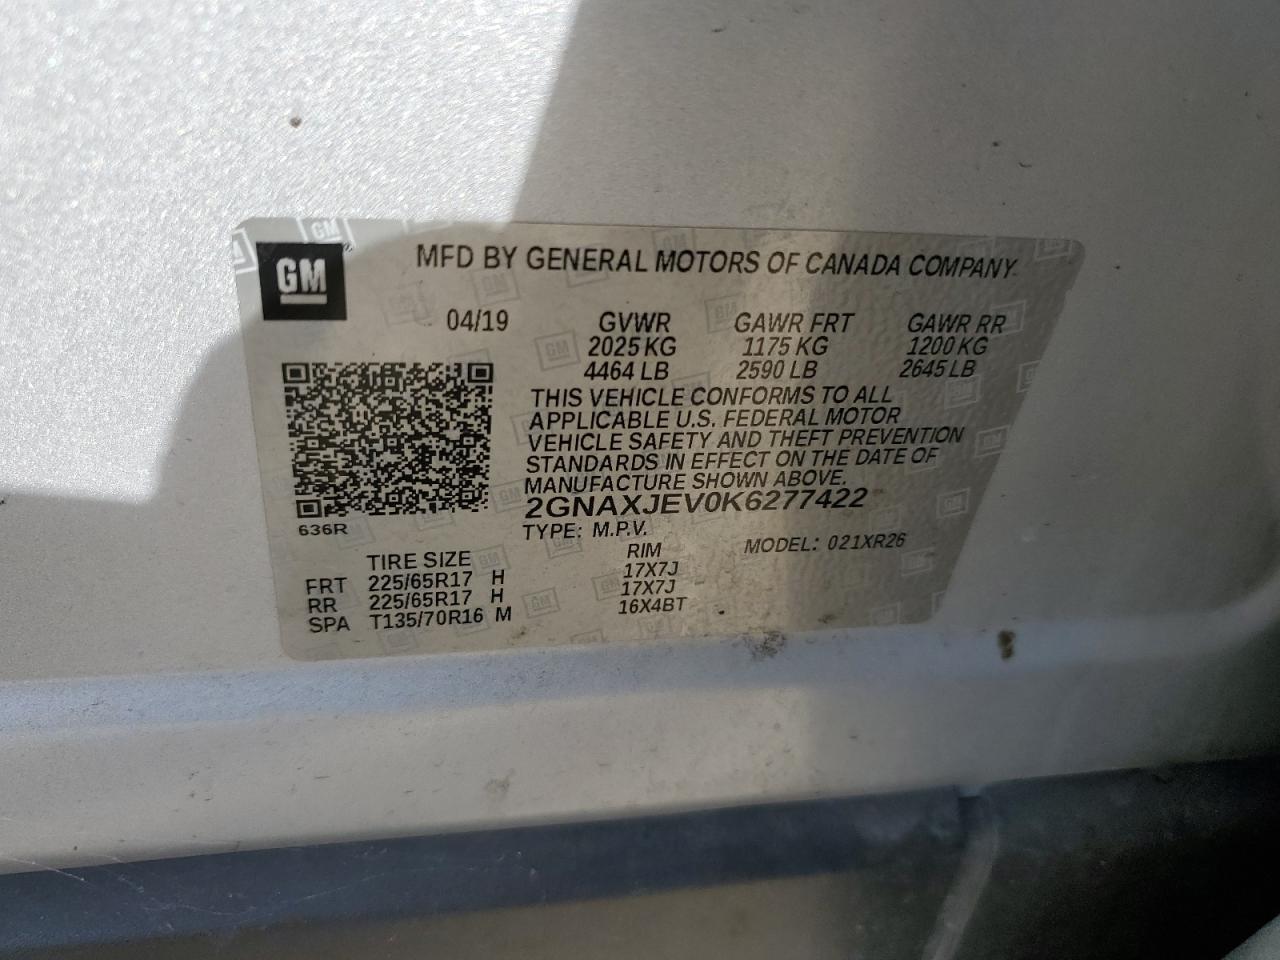 GM
MFD BY GENERAL MOTORS OF CANADA COMPANY
04/19 GVWR GAWR FRT GAWR RR
2025 KG 1175 KG 1200 KG
4464 LB 2590 LB 2645 LB
THIS VEHICLE CONFORMS TO ALL
APPLICABLE U.S. FEDERAL MOTOR
VEHICLE SAFETY AND THEFT PREVENTION
STANDARDS IN EFFECT ON THE DATE OF
MANUFACTURE SHOWN ABOVE.
2GNAXJEV0K6277422
636R TYPE: M.P.V. MODEL: 021XR26
TIRE SIZE RIM
FRT 225/65R17 H 17X7J
RR 225/65R17 H 17X7J
SPA T135/70R16 M 16X4BT